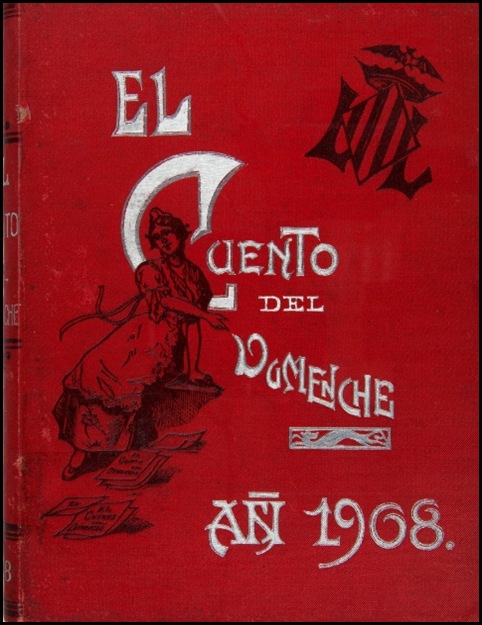 EL
CUENTO
DEL
DUMENCHE
AÑ 1908.